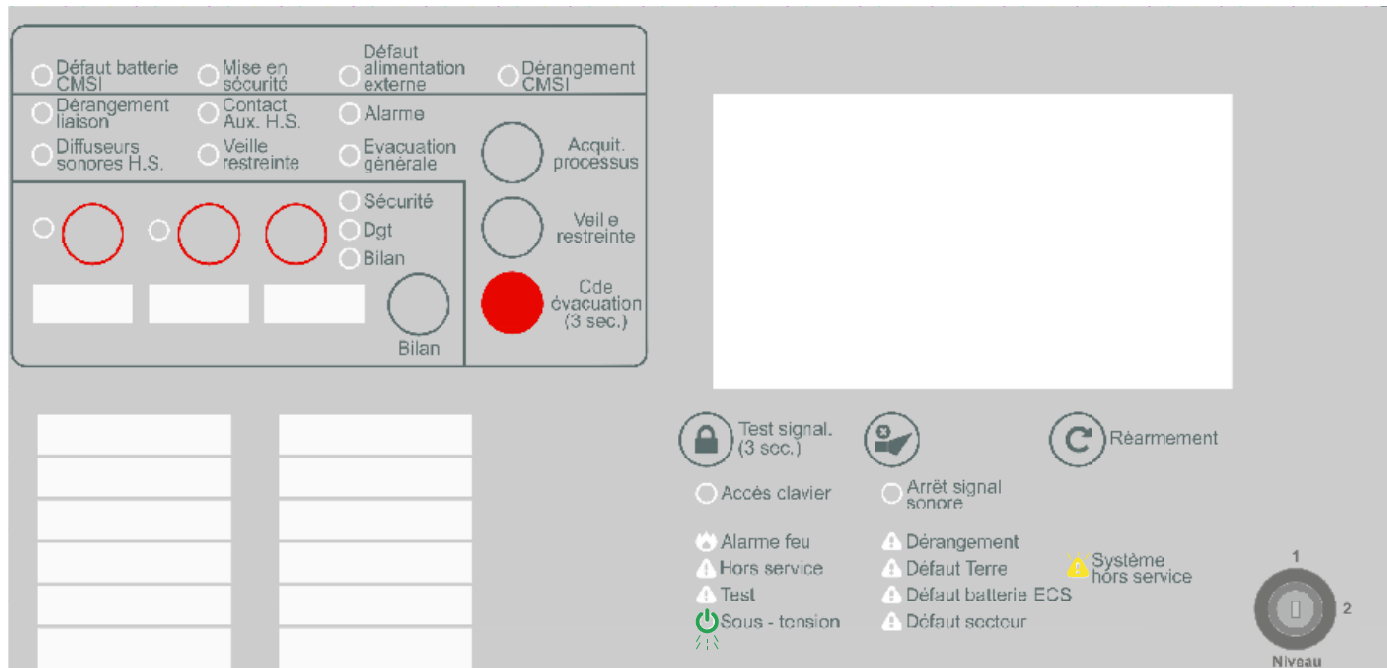 Défaut batterie
CMSI
Mise en
sécurité
Défaut
alimentation
externe
Dérangement
CMSI
Dérangement
liaison
Contact
Aux. H.S.
Alarme
Diffuseurs
sonores H.S.
Veille
restreinte
Evacuation
générale
Acquit.
processus
Sécurité
Dgt
Bilan
Veil e
restreinte
Cde
évacuation
(3 sec.)
Bilan
Test signal.
(3 sec.)
Réarmement
Accès clavier
Arrêt signal
sonore
Alarme feu
Hors service
Test
Sous - tension
Dérangement
Défaut Terre
Défaut batterie ECS
Défaut secteur
Système
hors service
1
2
Niveau